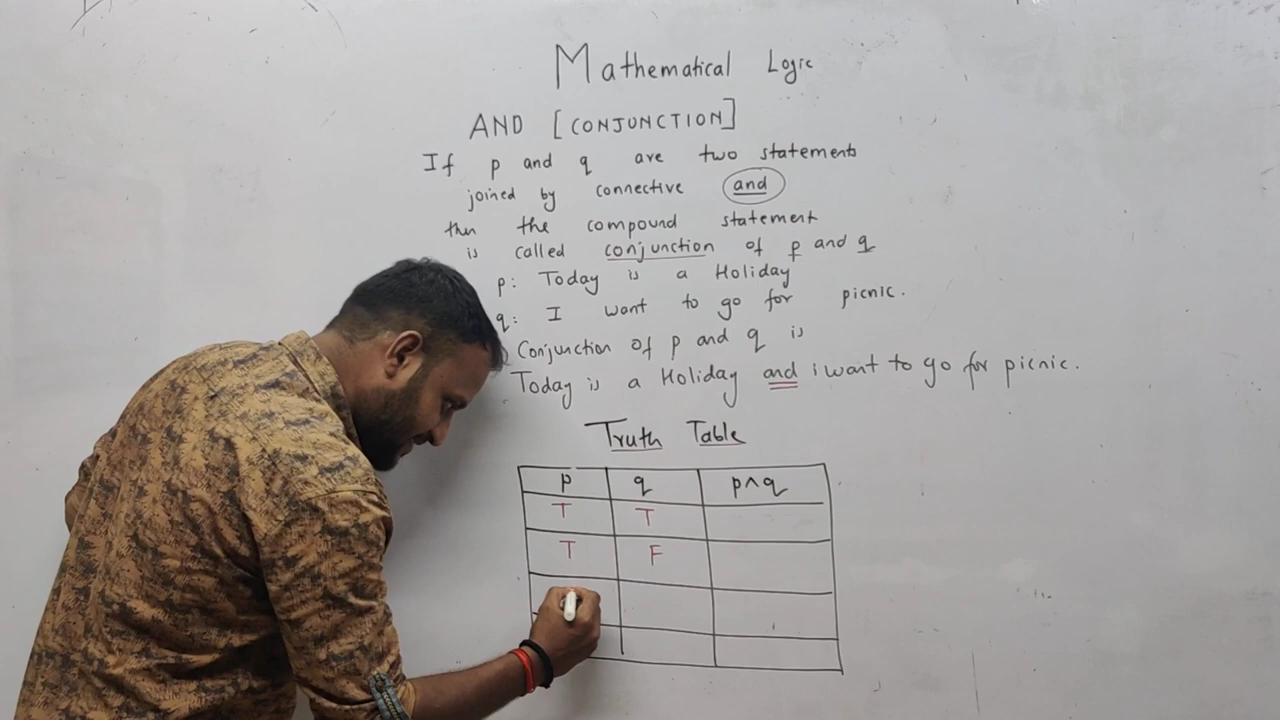 Mathematical Logic
AND [CONJUNCTION]
If p and q are two statements
joined by connective and
then the compound statement
is called conjunction of p and q
p: Today is a Holiday
q: I want to go for picnic.
Conjunction of p and q is
Today is a Holiday and i want to go for picnic.
Truth Table
p q p∧q
T T
T F